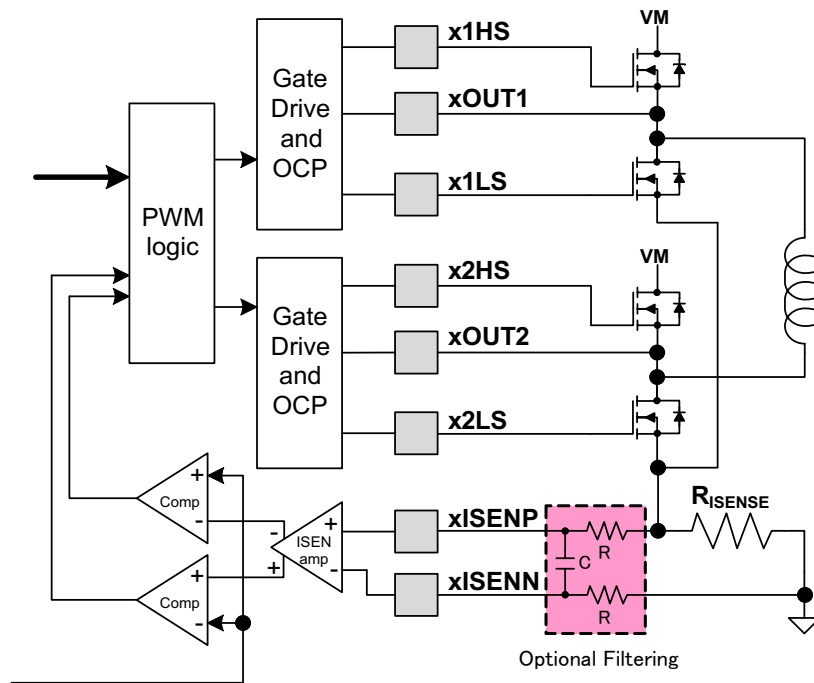 x1HS
VM
Gate
Drive
and
OCP
xOUT1
x1LS
PWM
logic
x2HS
VM
Gate
Drive
and
OCP
xOUT2
x2LS
+
Comp
-
-
+
ISEN
amp
+
-
xISENP
R
C
RISENSE
+
Comp
-
xISENN
R
Optional Filtering